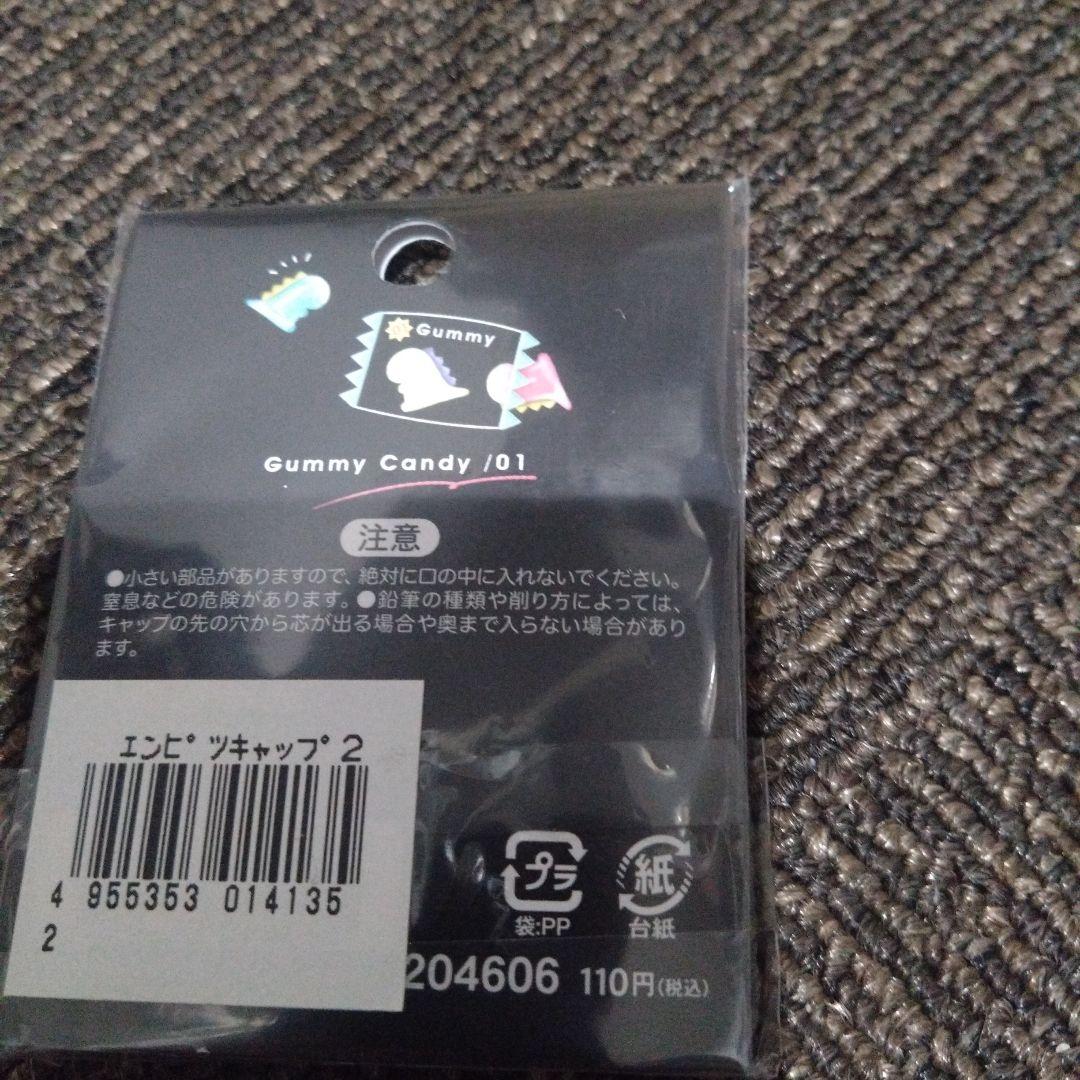 01 Gummy
Gummy Candy /01
注意
●小さい部品がありますので、絶対に口の中に入れないでください。
窒息などの危険があります。●鉛筆の種類や削り方によっては、
キャップの先の穴から芯が出る場合や奥まで入らない場合があり
ます。
ｴﾝﾋﾟﾂｷｬｯﾌﾟ2
4 955353 014135
2
プラ
袋:PP
紙
台紙
204606 110円(税込)